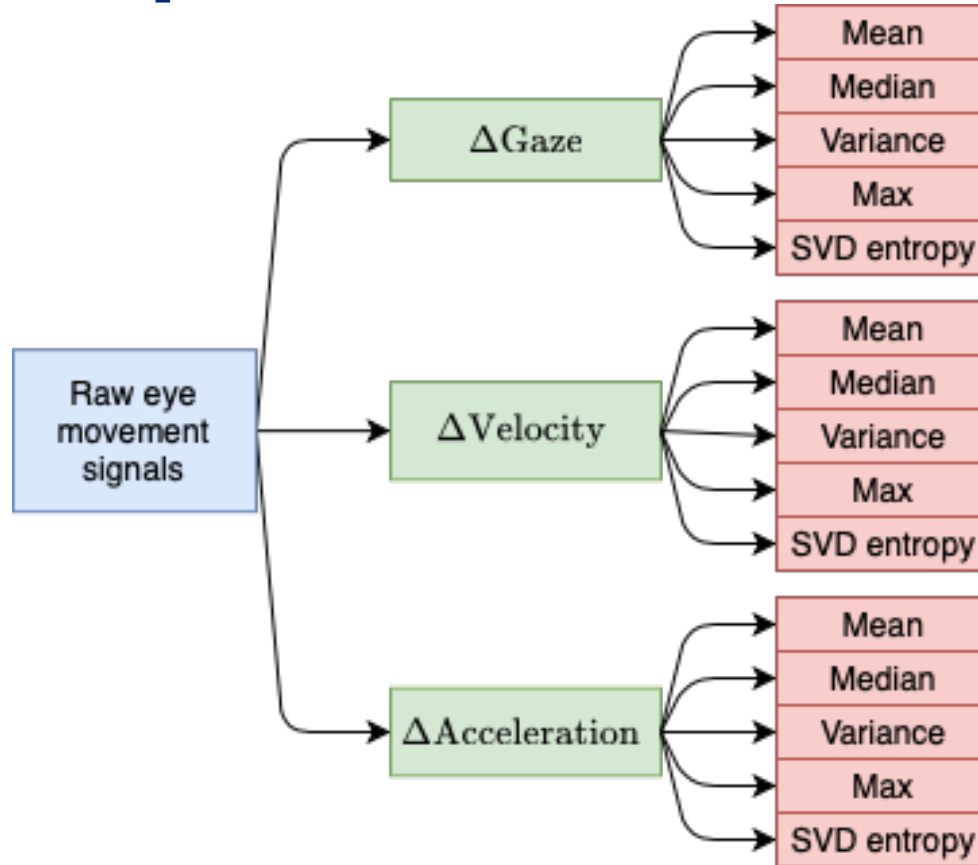 Raw eye
movement
signals
ΔGaze
Mean
Median
Variance
Max
SVD entropy
ΔVelocity
Mean
Median
Variance
Max
SVD entropy
ΔAcceleration
Mean
Median
Variance
Max
SVD entropy